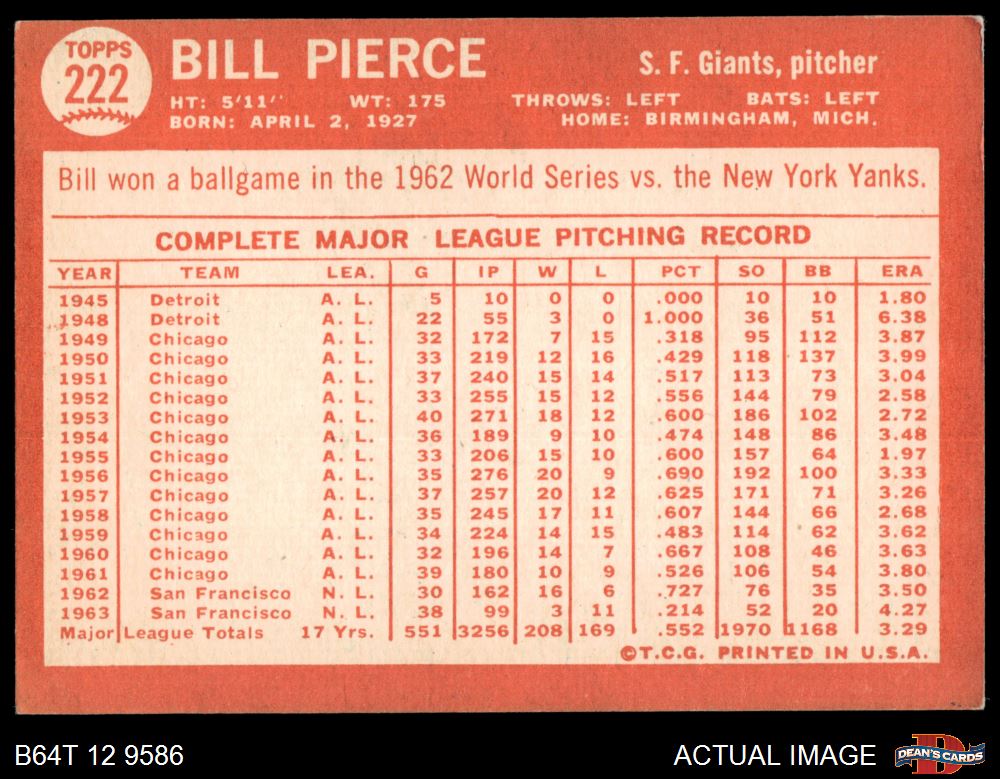 TOPPS
222
BILL PIERCE
S. F. Giants, pitcher
HT: 5'11" WT: 175 THROWS: LEFT BATS: LEFT
BORN: APRIL 2, 1927 HOME: BIRMINGHAM, MICH.
Bill won a ballgame in the 1962 World Series vs. the New York Yanks.
COMPLETE MAJOR LEAGUE PITCHING RECORD
YEAR TEAM LEA. G IP W L PCT SO BB ERA
1945 Detroit A. L. 5 10 0 0 .000 10 10 1.80
1948 Detroit A. L. 22 55 3 0 1.000 36 51 6.38
1949 Chicago A. L. 32 172 7 15 .318 95 112 3.87
1950 Chicago A. L. 33 219 12 16 .429 118 137 3.99
1951 Chicago A. L. 37 240 15 14 .517 113 73 3.04
1952 Chicago A. L. 33 255 15 12 .556 144 79 2.58
1953 Chicago A. L. 40 271 18 12 .600 186 102 2.72
1954 Chicago A. L. 36 189 9 10 .474 148 86 3.48
1955 Chicago A. L. 33 206 15 10 .600 157 64 1.97
1956 Chicago A. L. 35 276 20 9 .690 192 100 3.33
1957 Chicago A. L. 37 257 20 12 .625 171 71 3.26
1958 Chicago A. L. 35 245 17 11 .607 144 66 2.68
1959 Chicago A. L. 34 224 14 15 .483 114 62 3.62
1960 Chicago A. L. 32 196 14 7 .667 108 46 3.63
1961 Chicago A. L. 39 180 10 9 .526 106 54 3.80
1962 San Francisco N. L. 30 162 16 6 .727 76 35 3.50
1963 San Francisco N. L. 38 99 3 11 .214 52 20 4.27
Major League Totals 17 Yrs. 551 3256 208 169 .552 1970 1168 3.29
©T.C.G. PRINTED IN U.S.A.
B64T 12 9586 ACTUAL IMAGE
D
DEAN'S CARDS